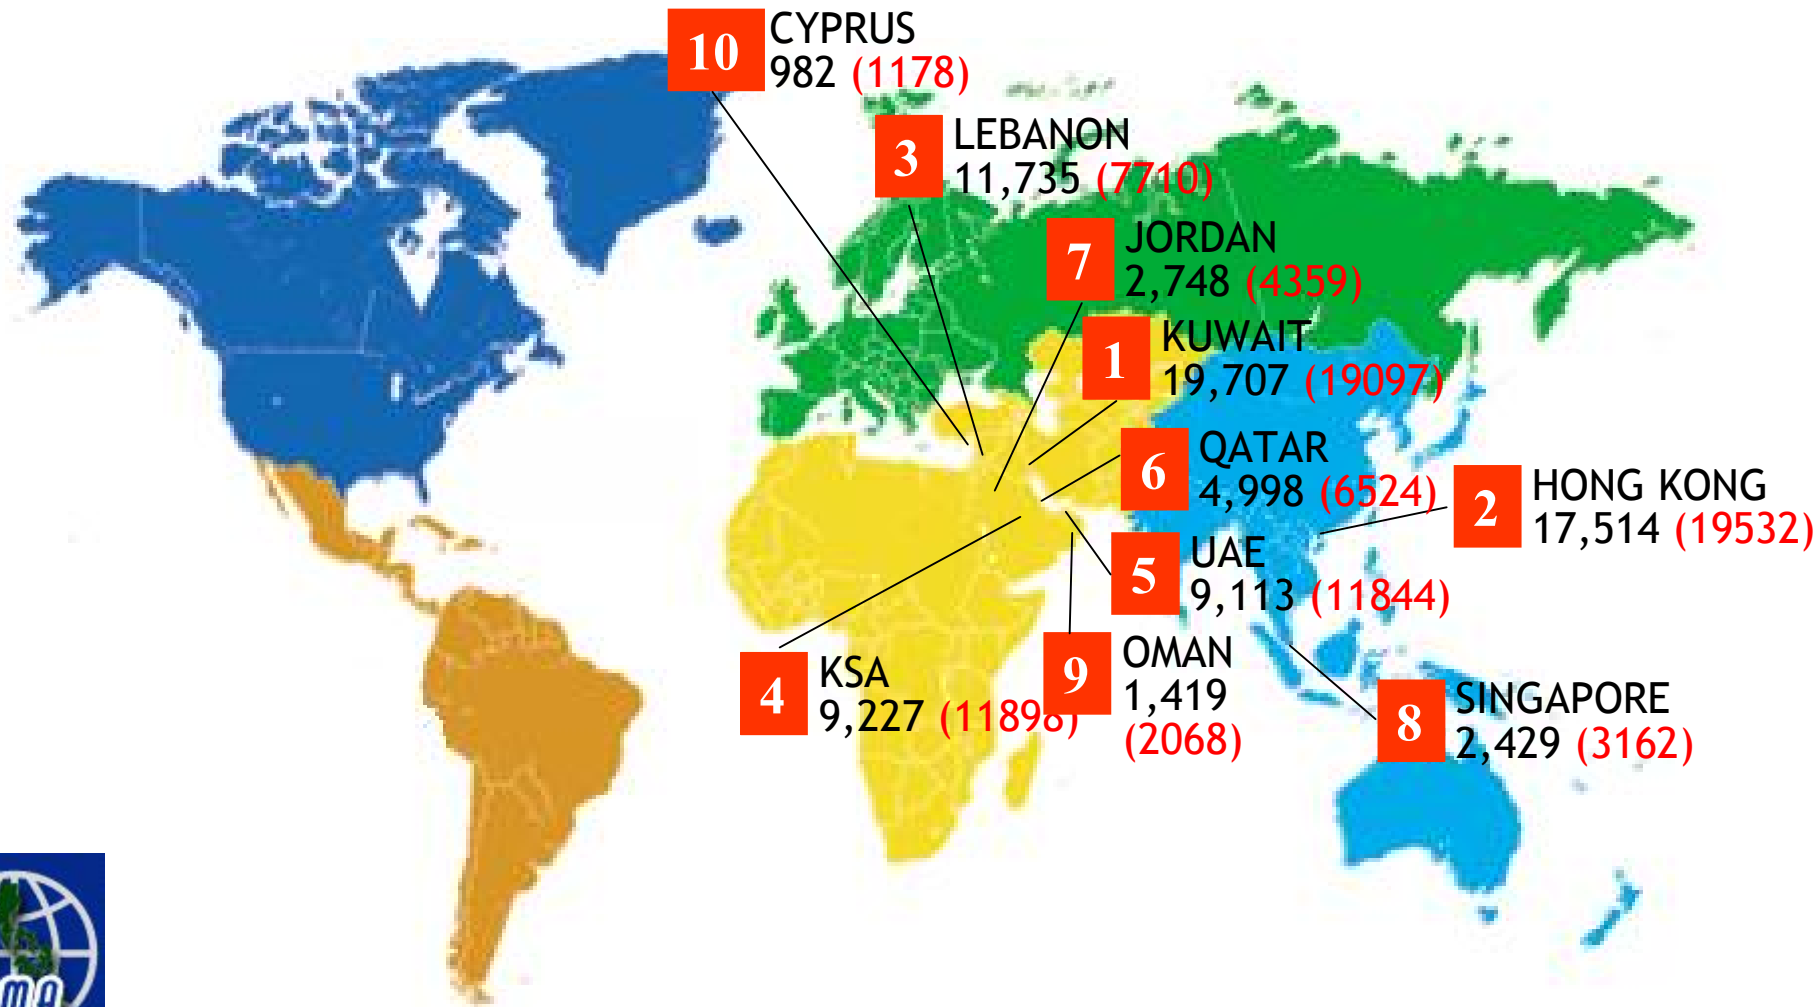 10
CYPRUS
982 (1178)
3
LEBANON
11,735 (7710)
7
JORDAN
2,748 (4359)
1
KUWAIT
19,707 (19097)
6
QATAR
4,998 (6524)
2
HONG KONG
17,514 (19532)
5
UAE
9,113 (11844)
4
KSA
9,227 (11898)
9
OMAN
1,419
(2068)
8
SINGAPORE
2,429 (3162)